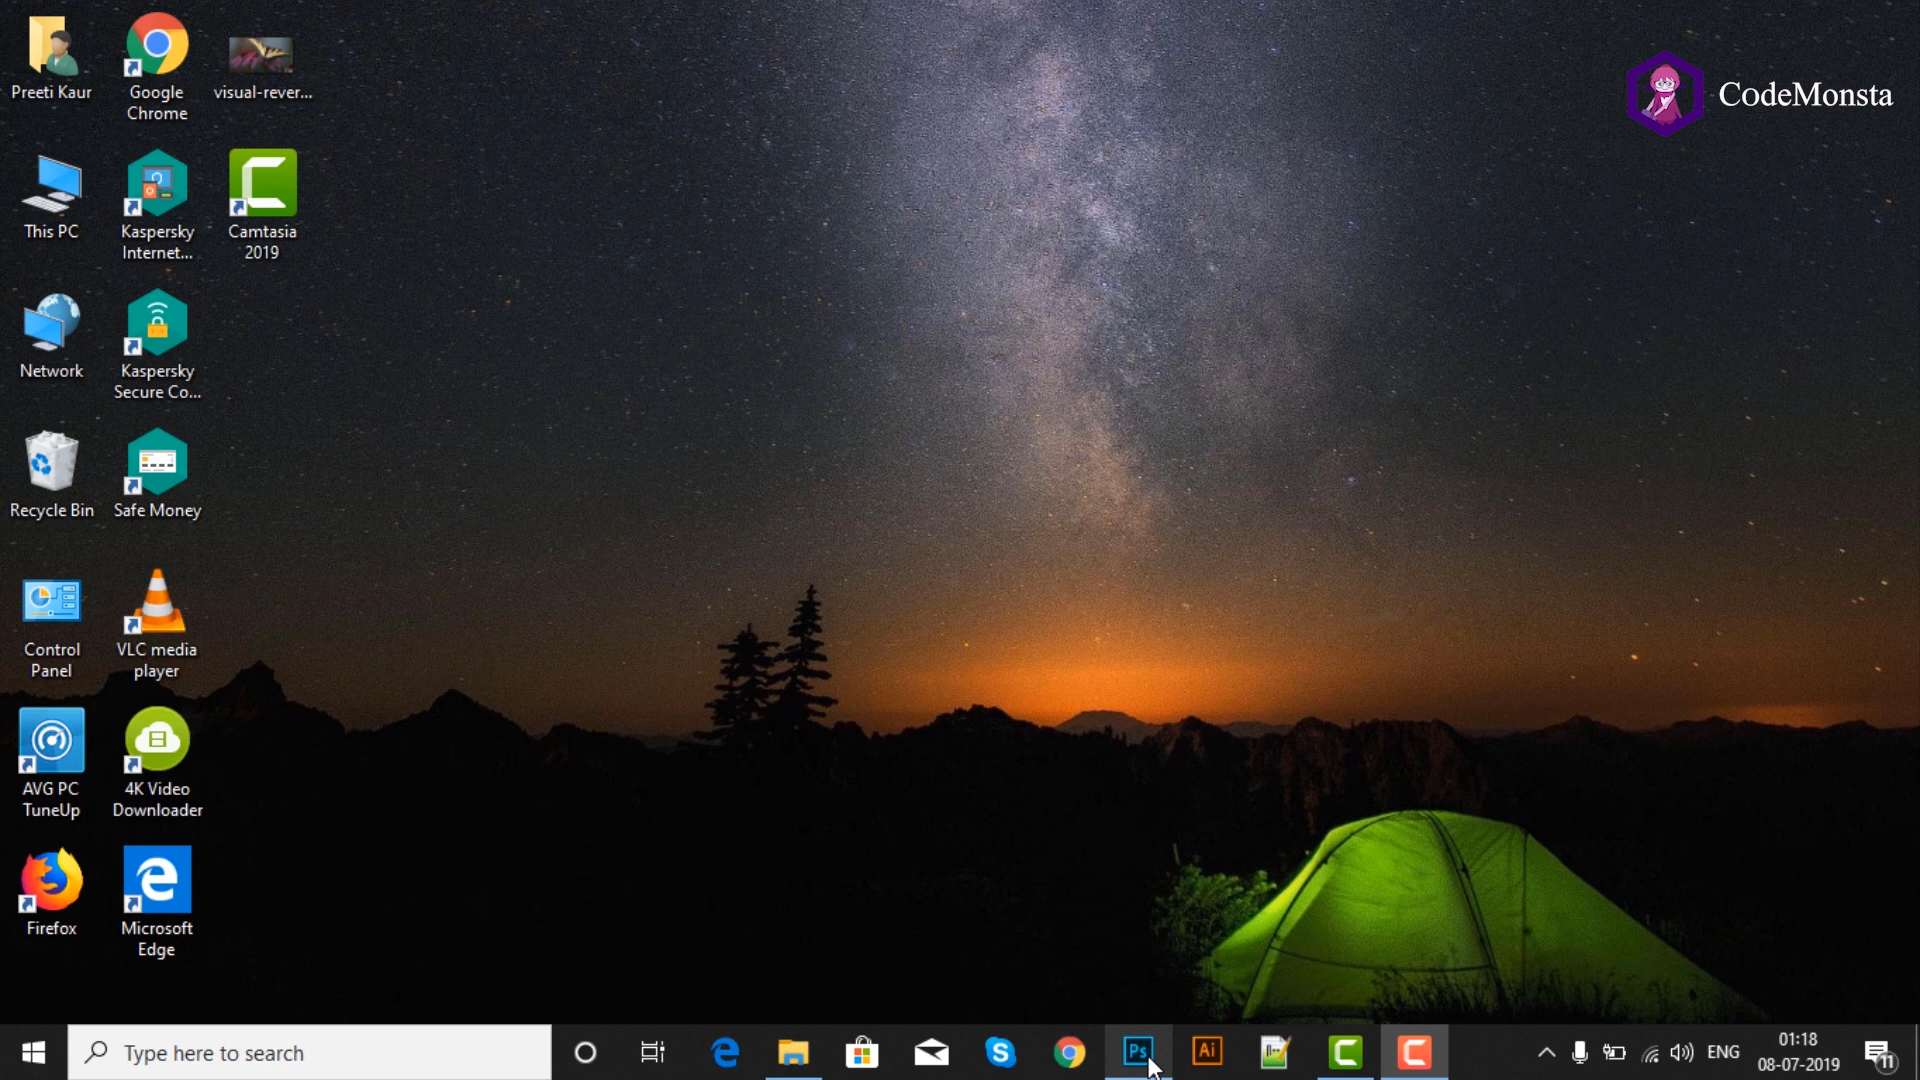 Preeti Kaur
Google
Chrome
visual-rever...
CodeMonsta
This PC
Kaspersky
Internet...
Camtasia
2019
Network
Kaspersky
Secure Co...
Recycle Bin
Safe Money
Control
Panel
VLC media
player
AVG PC
TuneUp
4K Video
Downloader
Firefox
Microsoft
Edge
Type here to search
Ps
Ai
ENG
01:18
08-07-2019
11